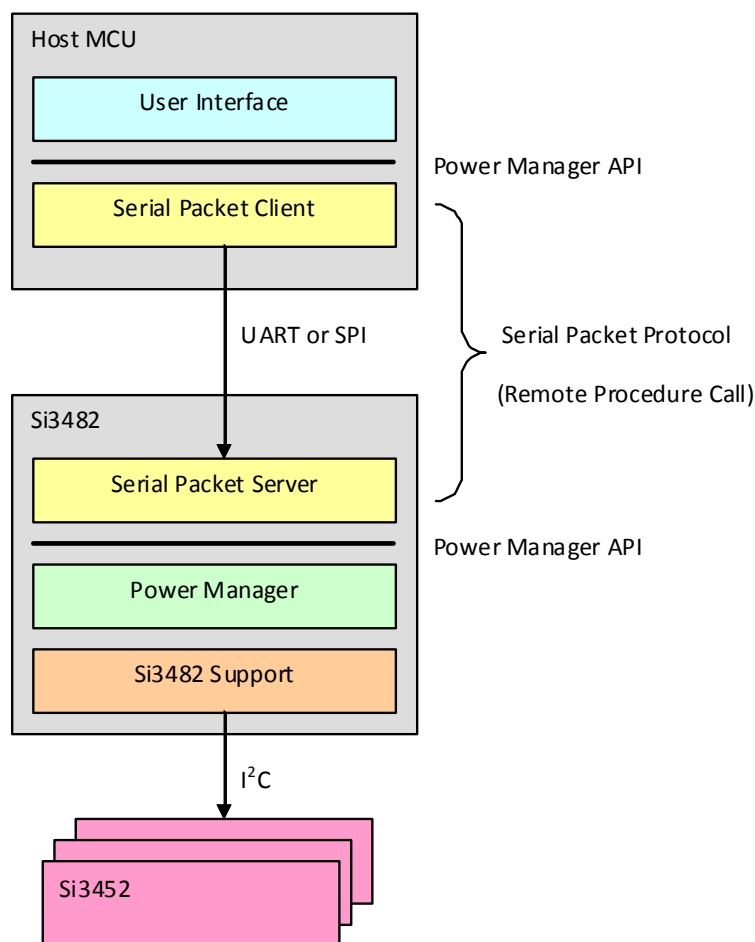 Host MCU
User Interface
Power Manager API
Serial Packet Client
UART or SPI
Serial Packet Protocol
(Remote Procedure Call)
Si3482
Serial Packet Server
Power Manager API
Power Manager
Si3482 Support
I²C
Si3452